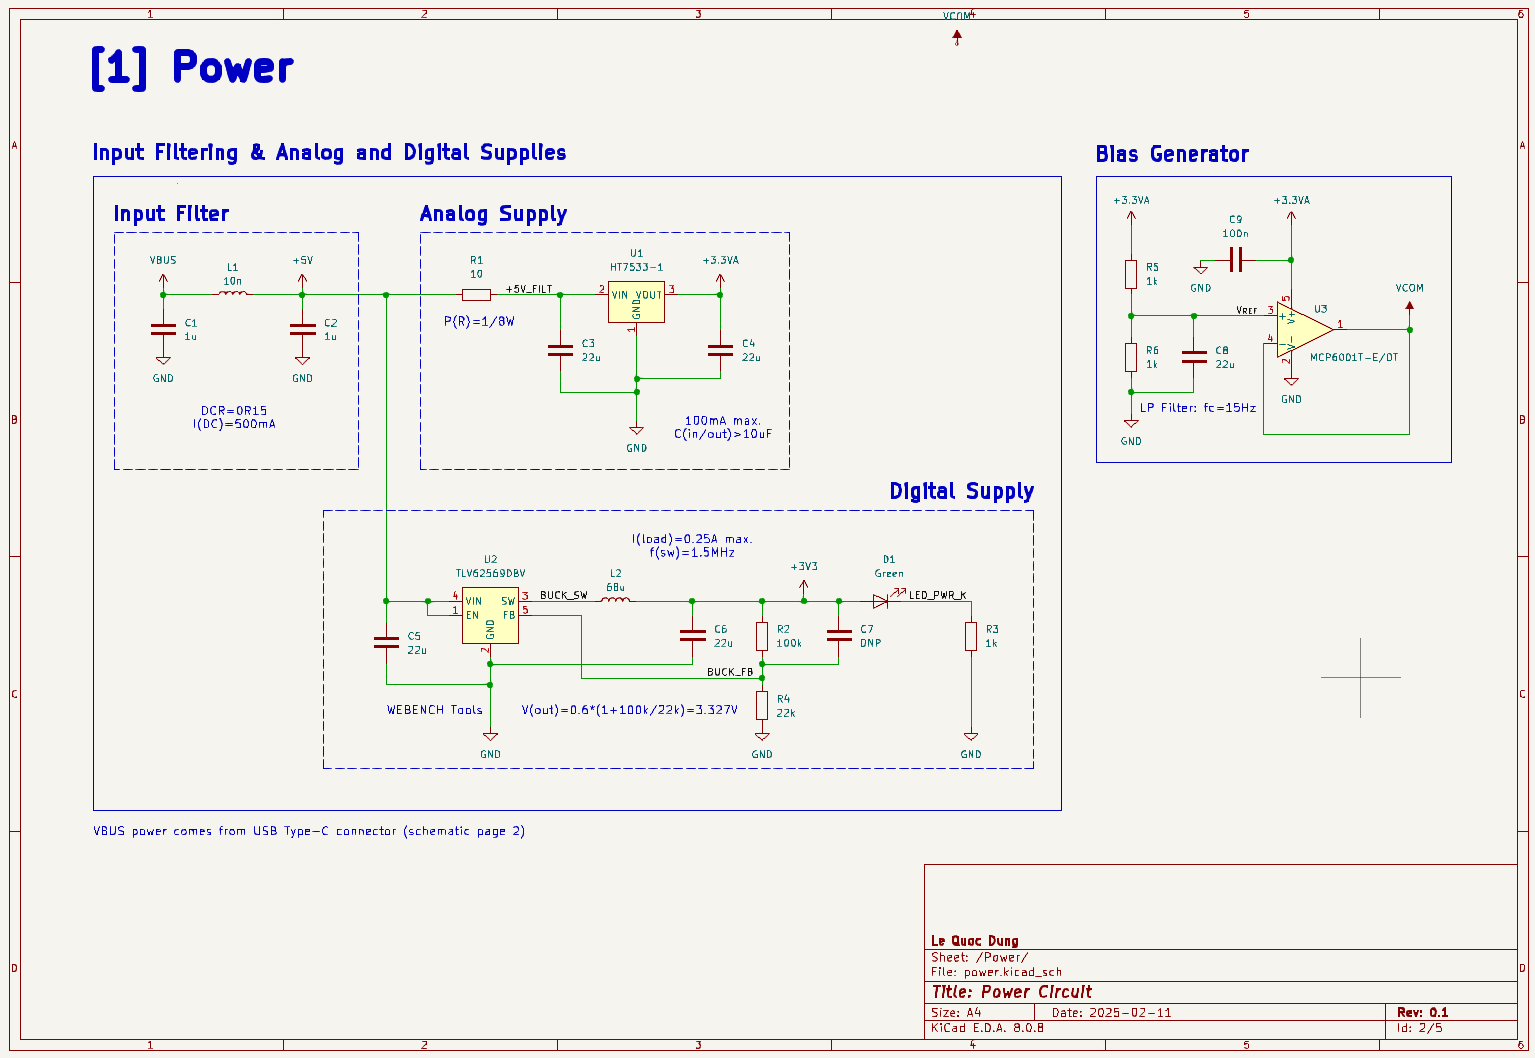 1 2 3 4 5 6
VCOM
[1] Power
Input Filtering & Analog and Digital Supplies
Bias Generator
Input Filter
Analog Supply
VBUS
L1
10n
+5V
C1
1u
C2
1u
GND
GND
DCR=0R15
I(DC)=500mA
R1
10
+5V_FILT
P(R)=1/8W
U1
HT7533-1
2 VIN VOUT 3
GND
1
+3.3VA
C3
22u
C4
22u
GND
100mA max.
C(in/out)>10uF
+3.3VA
+3.3VA
C9
100n
GND
R5
1k
R6
1k
C8
22u
VREF
3
4
5
2
1
+
-
V+
V-
U3
MCP6001T-E/OT
VCOM
GND
LP Filter: fc=15Hz
GND
Digital Supply
I(load)=0.25A max.
f(sw)=1.5MHz
U2
TLV62569DBV
4 VIN SW 3
1 EN FB 5
GND
2
BUCK_SW
L2
68u
+3V3
D1
Green
LED_PWR_K
C5
22u
C6
22u
R2
100k
C7
DNP
R3
1k
BUCK_FB
R4
22k
WEBENCH Tools
V(out)=0.6*(1+100k/22k)=3.327V
GND
GND
GND
VBUS power comes from USB Type-C connector (schematic page 2)
A
B
C
D
A
B
C
D
Le Quoc Dung
Sheet: /Power/
File: power.kicad_sch
Title: Power Circuit
Size: A4 Date: 2025-02-11 Rev: 0.1
KiCad E.D.A. 8.0.8 Id: 2/5
1 2 3 4 5 6